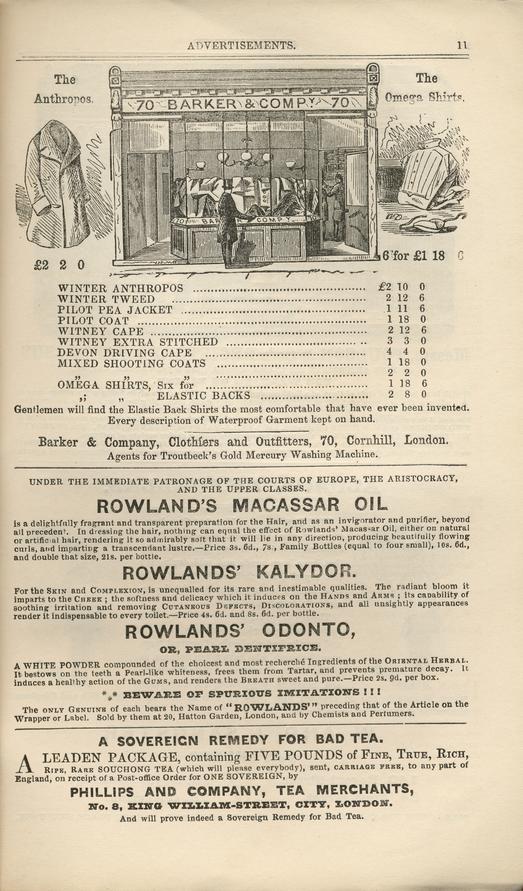 ADVERTISEMENTS. 11
The
Anthropos.
70 BARKER & COMPY 70
The
Omega Shirts.
70 BAR COMPY
£2 2 0
6 for £1 18
WINTER ANTHROPOS £2 10 0
WINTER TWEED 2 12 6
PILOT PEA JACKET 1 11 6
PILOT COAT 1 18 0
WITNEY CAPE 2 12 6
WITNEY EXTRA STITCHED 3 3 0
DEVON DRIVING CAPE 4 4 0
MIXED SHOOTING COATS 1 18 0
„ „ „ 2 2 0
OMEGA SHIRTS, Six for 1 18 6
„ „ ELASTIC BACKS 2 8 0
Gentlemen will find the Elastic Back Shirts the most comfortable that have ever been invented.
Every description of Waterproof Garment kept on hand.
Barker & Company, Clothiers and Outfitters, 70, Cornhill, London.
Agents for Troutbeck's Gold Mercury Washing Machine.
UNDER THE IMMEDIATE PATRONAGE OF THE COURTS OF EUROPE, THE ARISTOCRACY,
AND THE UPPER CLASSES.
ROWLAND'S MACASSAR OIL
is a delightfully fragrant and transparent preparation for the Hair, and as an invigorator and purifier, beyond
all precedent. In dressing the hair, nothing can equal the effect of Rowlands' Macassar Oil, either on natural
or artificial hair, rendering it so admirably soft that it will lie in any direction, producing beautifully flowing
curls, and imparting a transcendant lustre.—Price 3s. 6d., 7s., Family Bottles (equal to four small), 10s. 6d.,
and double that size, 21s. per bottle.
ROWLANDS' KALYDOR.
For the SKIN and COMPLEXION, is unequalled for its rare and inestimable qualities. The radiant bloom it
imparts to the CHEEK; the softness and delicacy which it induces on the HANDS and ARMS; its capability of
soothing irritation and removing CUTANEOUS DEFECTS, DISCOLORATIONS, and all unsightly appearances
render it indispensable to every toilet.—Price 4s. 6d. and 8s. 6d. per bottle.
ROWLANDS' ODONTO,
OR, PEARL DENTIFRICE.
A WHITE POWDER compounded of the choicest and most recherché Ingredients of the ORIENTAL HERBAL.
It bestows on the teeth a Pearl-like whiteness, frees them from Tartar, and prevents premature decay. It
induces a healthy action of the GUMS, and renders the BREATH sweet and pure.—Price 2s. 9d. per box.
*** BEWARE OF SPURIOUS IMITATIONS!!!
The ONLY GENUINE of each bears the Name of "ROWLANDS'" preceding that of the Article on the
Wrapper or Label. Sold by them at 20, Hatton Garden, London, and by Chemists and Perfumers.
A SOVEREIGN REMEDY FOR BAD TEA.
A LEADEN PACKAGE, containing FIVE POUNDS of FINE, TRUE, RICH,
RIPE, RARE SOUCHONG TEA (which will please everybody), sent, CARRIAGE FREE, to any part of
England, on receipt of a Post-office Order for ONE SOVEREIGN, by
PHILLIPS AND COMPANY, TEA MERCHANTS,
No. 8, KING WILLIAM-STREET, CITY, LONDON.
And will prove indeed a Sovereign Remedy for Bad Tea.